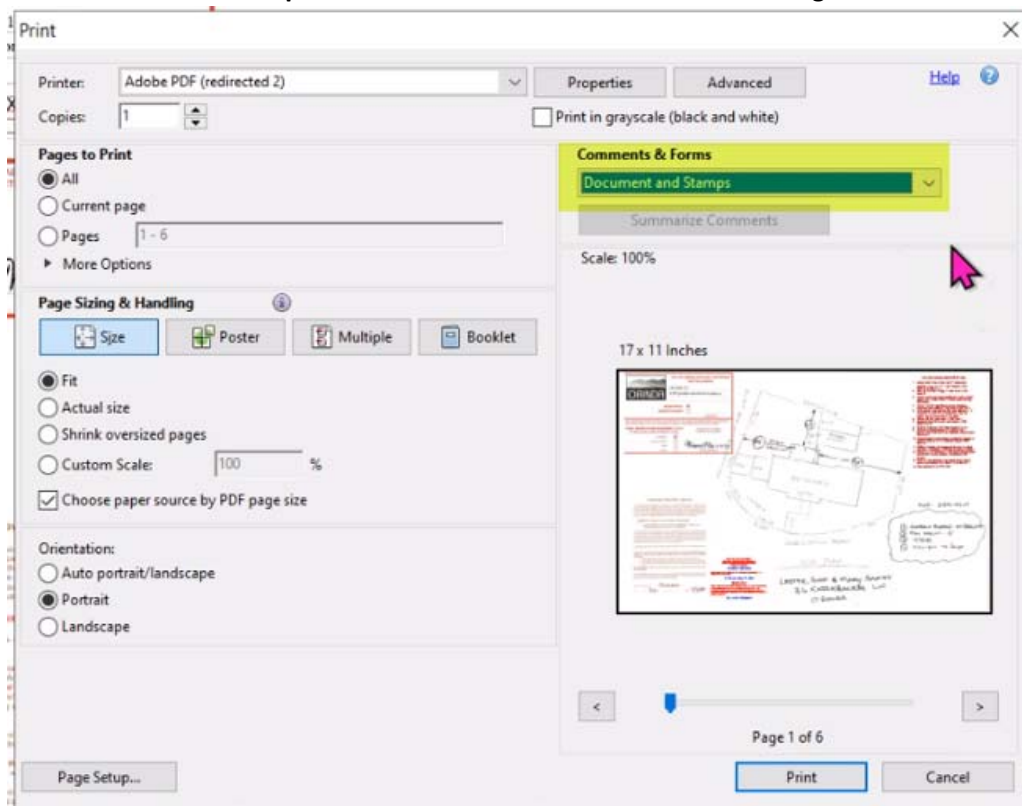 Print
Printer: Adobe PDF (redirected 2) Properties Advanced Help
Copies: 1 Print in grayscale (black and white)
Pages to Print
All
Current page
Pages 1 - 6
More Options
Page Sizing & Handling
Size Poster Multiple Booklet
Fit
Actual size
Shrink oversized pages
Custom Scale: 100 %
Choose paper source by PDF page size
Orientation:
Auto portrait/landscape
Portrait
Landscape
Comments & Forms
Document and Stamps
Summarize Comments
Scale: 100%
17 x 11 Inches
ORINDA
< >
Page 1 of 6
Page Setup... Print Cancel